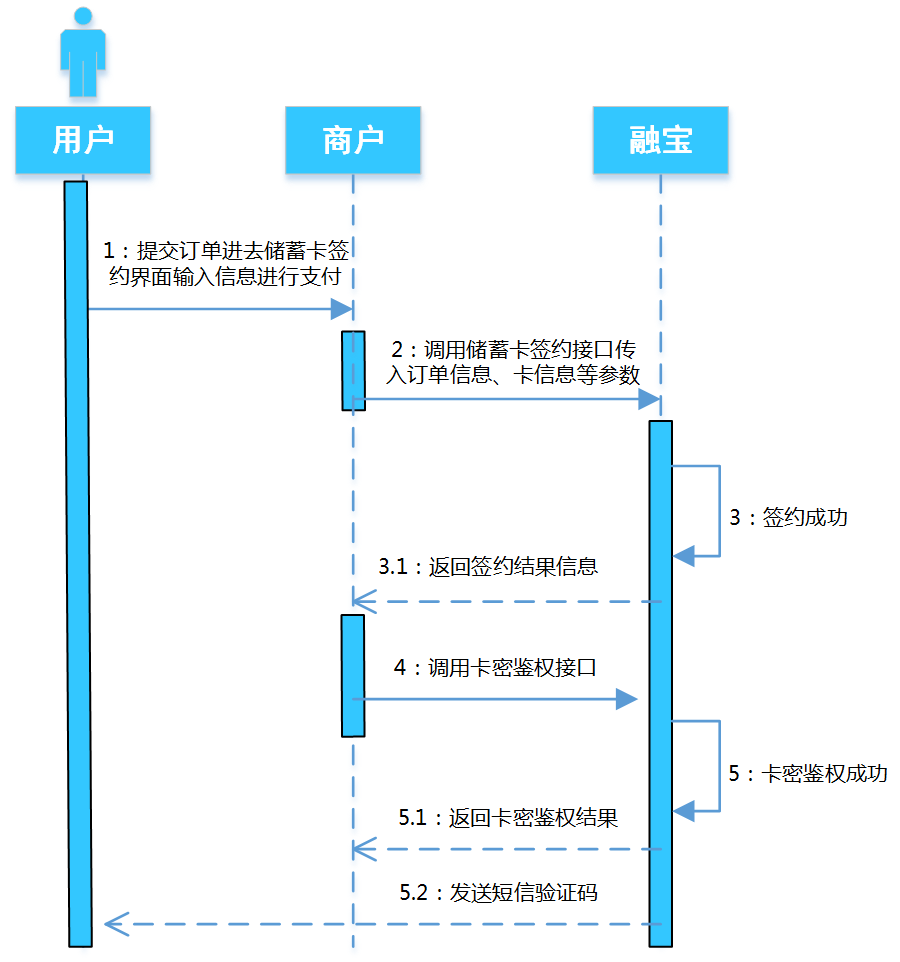 用户
商户
融宝
1：提交订单进去储蓄卡签
约界面输入信息进行支付
2：调用储蓄卡签约接口传
入订单信息、卡信息等参数
3：签约成功
3.1：返回签约结果信息
4：调用卡密鉴权接口
5：卡密鉴权成功
5.1：返回卡密鉴权结果
5.2：发送短信验证码